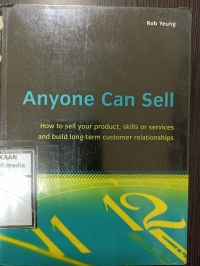 Rob Yeung
Anyone Can Sell
How to sell your product, skills or services
and build long-term customer relationships
KAAN
media
12